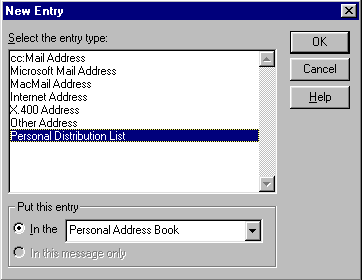 New Entry
Select the entry type:
OK
cc:Mail Address
Microsoft Mail Address
MacMail Address
Internet Address
X.400 Address
Other Address
Personal Distribution List
Cancel
Help
Put this entry
In the Personal Address Book
In this message only